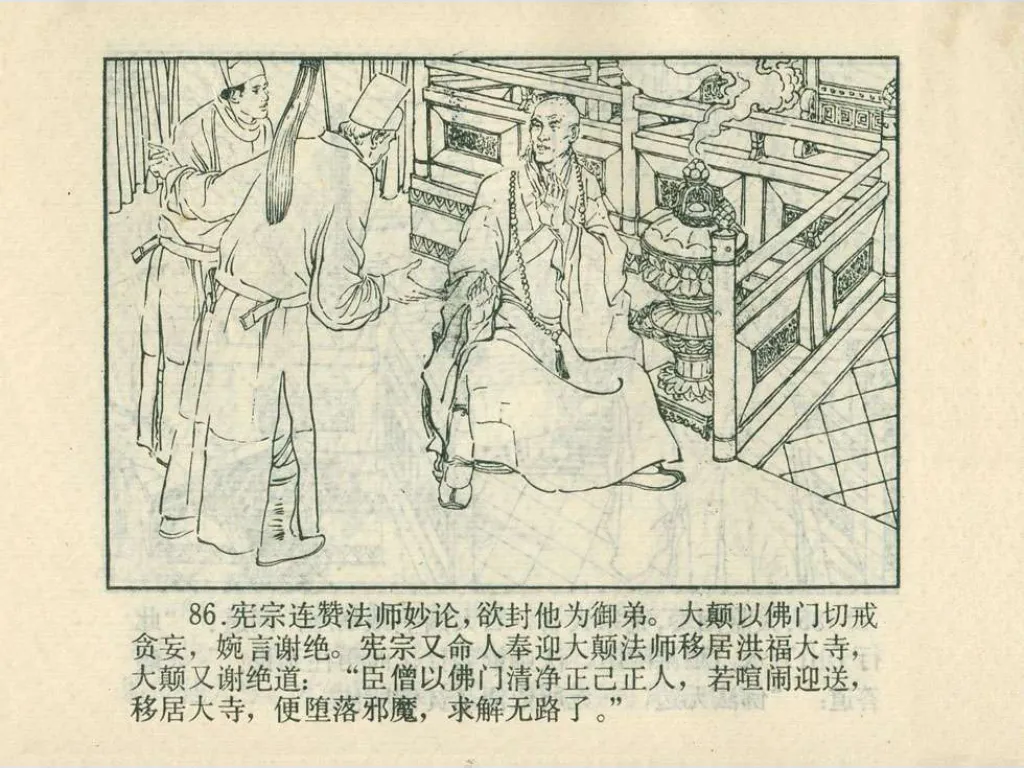 86.宪宗连赞法师妙论，欲封他为御弟。大颠以佛门切戒
贪妄，婉言谢绝。宪宗又命人奉迎大颠法师移居洪福大寺，
大颠又谢绝道：“臣僧以佛门清净正己正人，若喧闹迎送，
移居大寺，便堕落邪魔，求解无路了。”